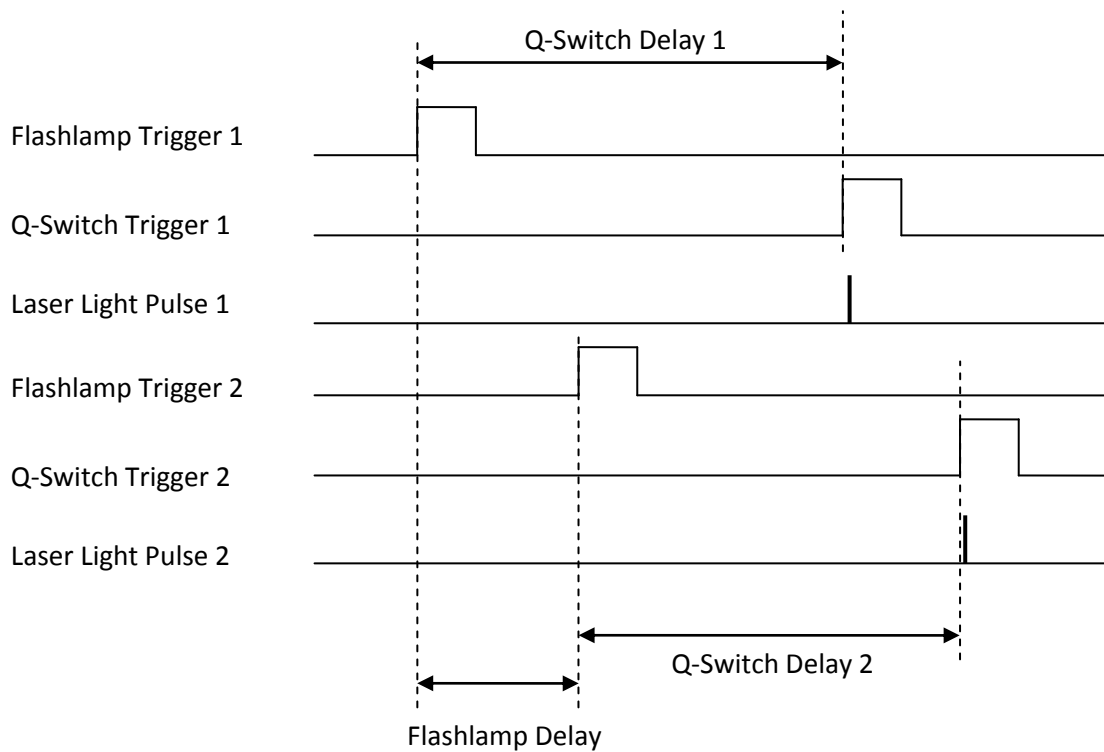 Q-Switch Delay 1
Flashlamp Trigger 1
Q-Switch Trigger 1
Laser Light Pulse 1
Flashlamp Trigger 2
Q-Switch Trigger 2
Laser Light Pulse 2
Q-Switch Delay 2
Flashlamp Delay